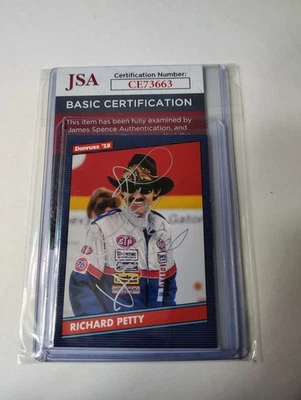 JSA
Certification Number:
CE73663
BASIC CERTIFICATION
This item has been fully examined by
James Spence Authentication, and
Donruss '19
STP
RICHARD PETTY